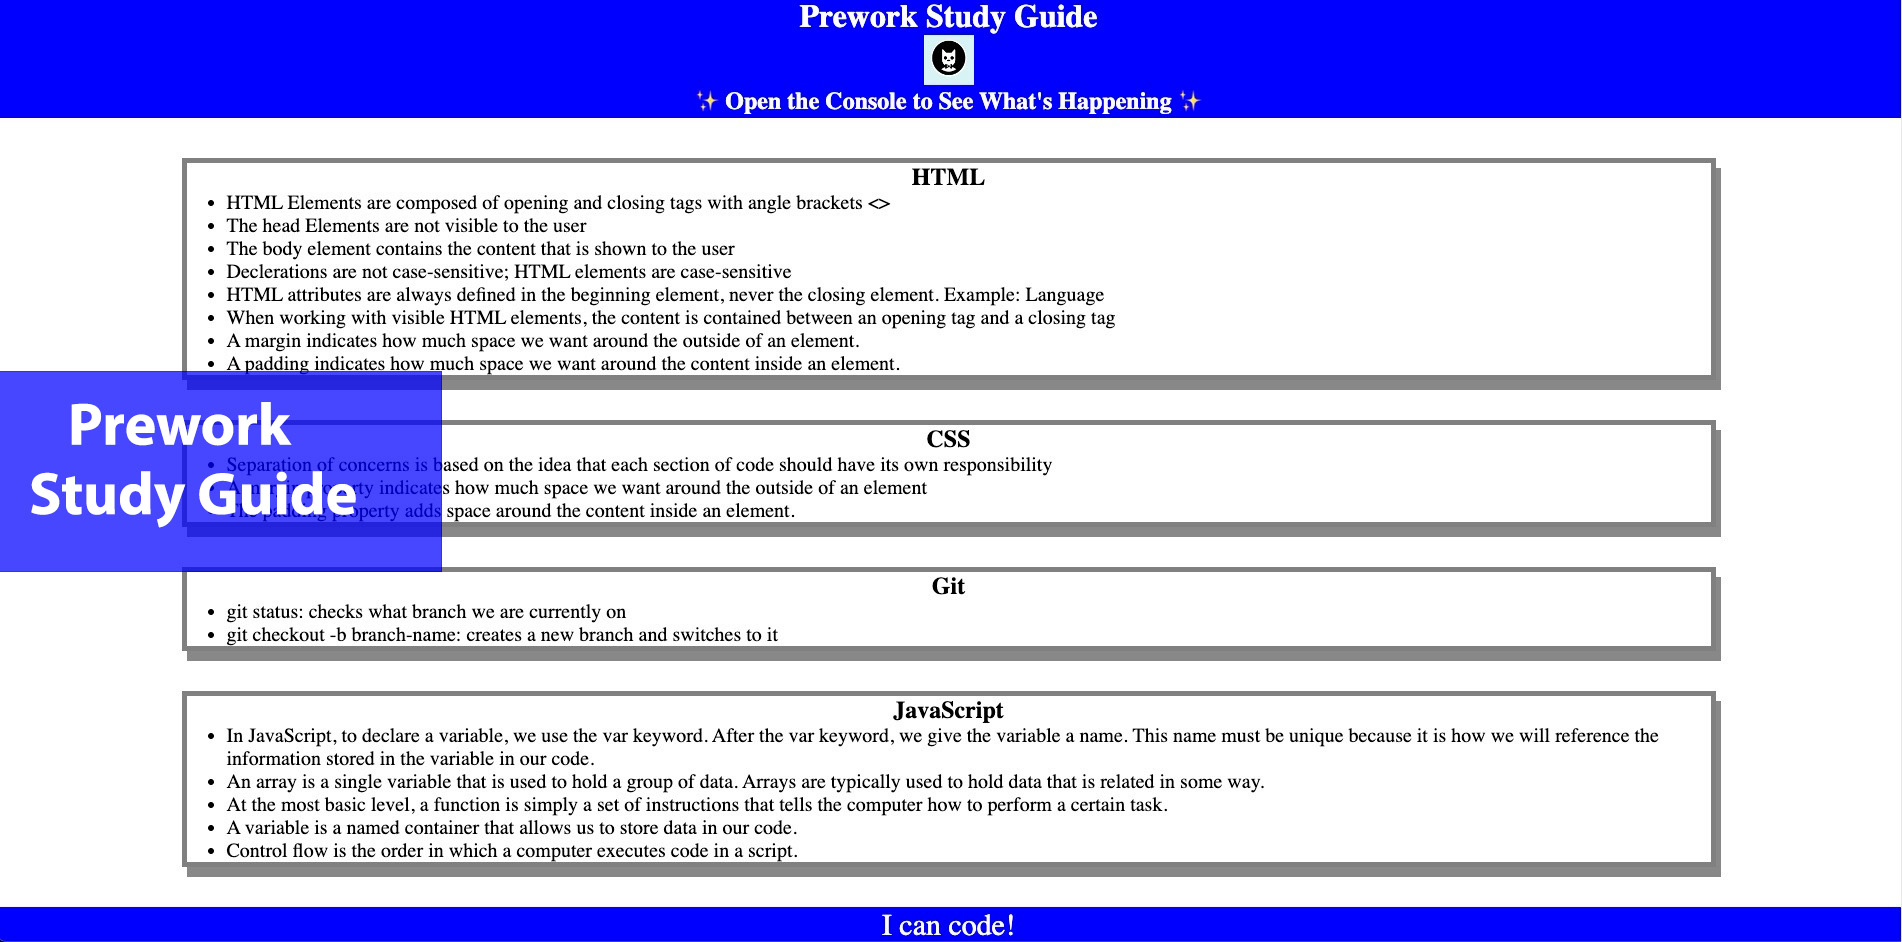 Prework Study Guide
✨ Open the Console to See What's Happening ✨
HTML
• HTML Elements are composed of opening and closing tags with angle brackets <>
• The head Elements are not visible to the user
• The body element contains the content that is shown to the user
• Declerations are not case-sensitive; HTML elements are case-sensitive
• HTML attributes are always defined in the beginning element, never the closing element. Example: Language
• When working with visible HTML elements, the content is contained between an opening tag and a closing tag
• A margin indicates how much space we want around the outside of an element.
• A padding indicates how much space we want around the content inside an element.
Prework
Study Guide
CSS
• Separation of concerns is based on the idea that each section of code should have its own responsibility
• A margin property indicates how much space we want around the outside of an element
• The padding property adds space around the content inside an element.
Git
• git status: checks what branch we are currently on
• git checkout -b branch-name: creates a new branch and switches to it
JavaScript
• In JavaScript, to declare a variable, we use the var keyword. After the var keyword, we give the variable a name. This name must be unique because it is how we will reference the
information stored in the variable in our code.
• An array is a single variable that is used to hold a group of data. Arrays are typically used to hold data that is related in some way.
• At the most basic level, a function is simply a set of instructions that tells the computer how to perform a certain task.
• A variable is a named container that allows us to store data in our code.
• Control flow is the order in which a computer executes code in a script.
I can code!